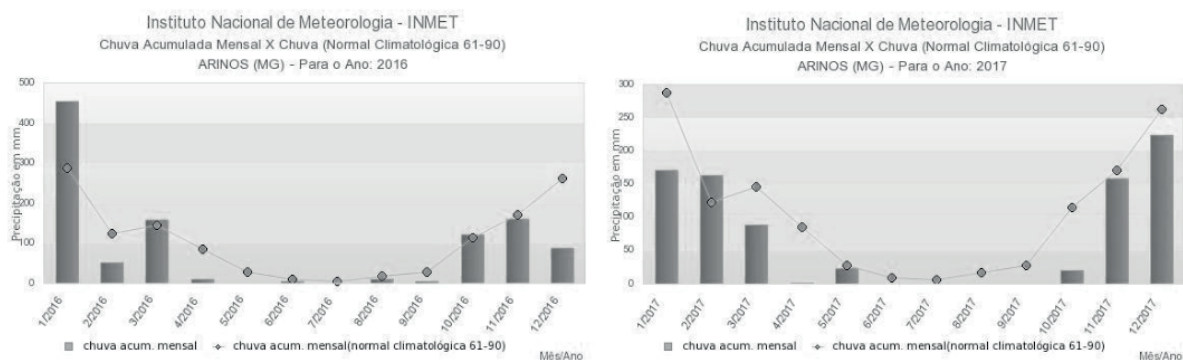 Instituto Nacional de Meteorologia - INMET
Chuva Acumulada Mensal X Chuva (Normal Climatológica 61-90)
ARINOS (MG) - Para o Ano: 2016
Precipitação em mm
500
400
300
200
100
0
1/2016
2/2016
3/2016
4/2016
5/2016
6/2016
7/2016
8/2016
9/2016
10/2016
11/2016
12/2016
chuva acum. mensal
chuva acum. mensal(normal climatológica 61-90)
Mês/Ano
Instituto Nacional de Meteorologia - INMET
Chuva Acumulada Mensal X Chuva (Normal Climatológica 61-90)
ARINOS (MG) - Para o Ano: 2017
Precipitação em mm
300
250
200
150
100
50
0
1/2017
2/2017
3/2017
4/2017
5/2017
6/2017
7/2017
8/2017
9/2017
10/2017
11/2017
12/2017
chuva acum. mensal
chuva acum. mensal(normal climatológica 61-90)
Mês/Ano